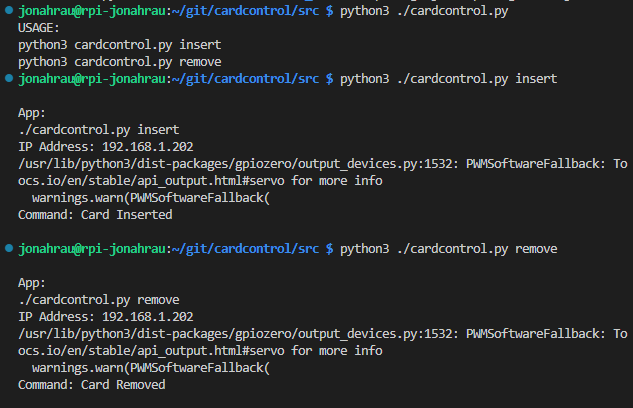 jonahrau@rpi-jonahrau:~/git/cardcontrol/src $ python3 ./cardcontrol.py
USAGE:
python3 cardcontrol.py insert
python3 cardcontrol.py remove
jonahrau@rpi-jonahrau:~/git/cardcontrol/src $ python3 ./cardcontrol.py insert
App:
./cardcontrol.py insert
IP Address: 192.168.1.202
/usr/lib/python3/dist-packages/gpiozero/output_devices.py:1532: PWMSoftwareFallback: To
ocs.io/en/stable/api_output.html#servo for more info
warnings.warn(PWMSoftwareFallback(
Command: Card Inserted
jonahrau@rpi-jonahrau:~/git/cardcontrol/src $ python3 ./cardcontrol.py remove
App:
./cardcontrol.py remove
IP Address: 192.168.1.202
/usr/lib/python3/dist-packages/gpiozero/output_devices.py:1532: PWMSoftwareFallback: To
ocs.io/en/stable/api_output.html#servo for more info
warnings.warn(PWMSoftwareFallback(
Command: Card Removed